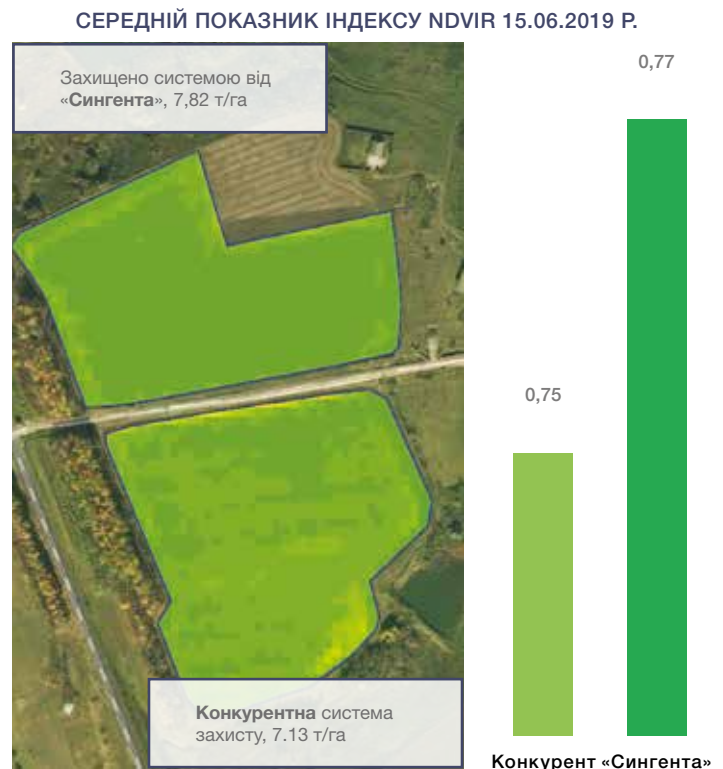 СЕРЕДНІЙ ПОКАЗНИК ІНДЕКСУ NDVIR 15.06.2019 Р.
Захищено системою від
«Сингента», 7,82 т/га
0,77
0,75
Конкурентна система
захисту, 7.13 т/га
Конкурент «Сингента»